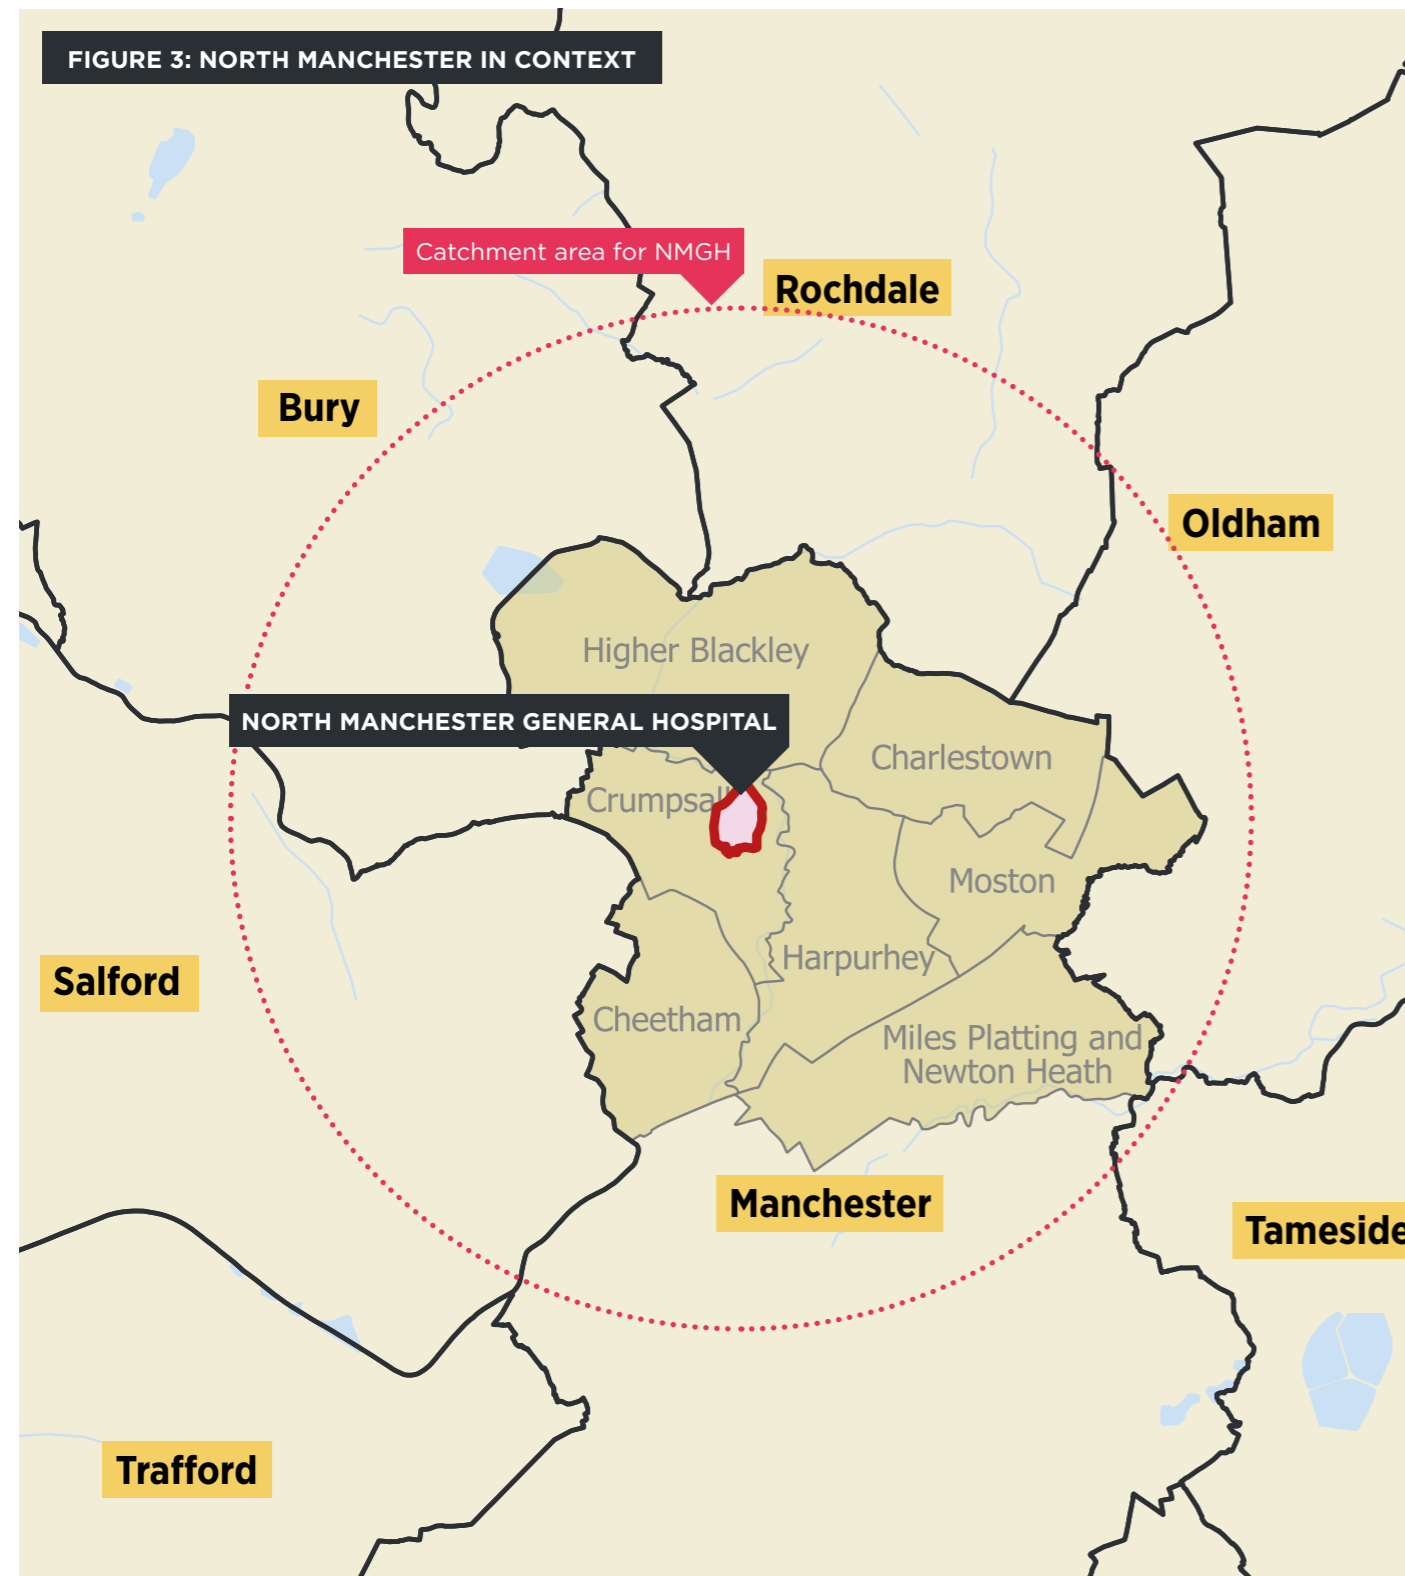 FIGURE 3: NORTH MANCHESTER IN CONTEXT
Catchment area for NMGH
Rochdale
Bury
Oldham
Higher Blackley
NORTH MANCHESTER GENERAL HOSPITAL
Charlestown
Crumpsall
Moston
Harpurhey
Salford
Cheetham
Miles Platting and
Newton Heath
Manchester
Tameside
Trafford